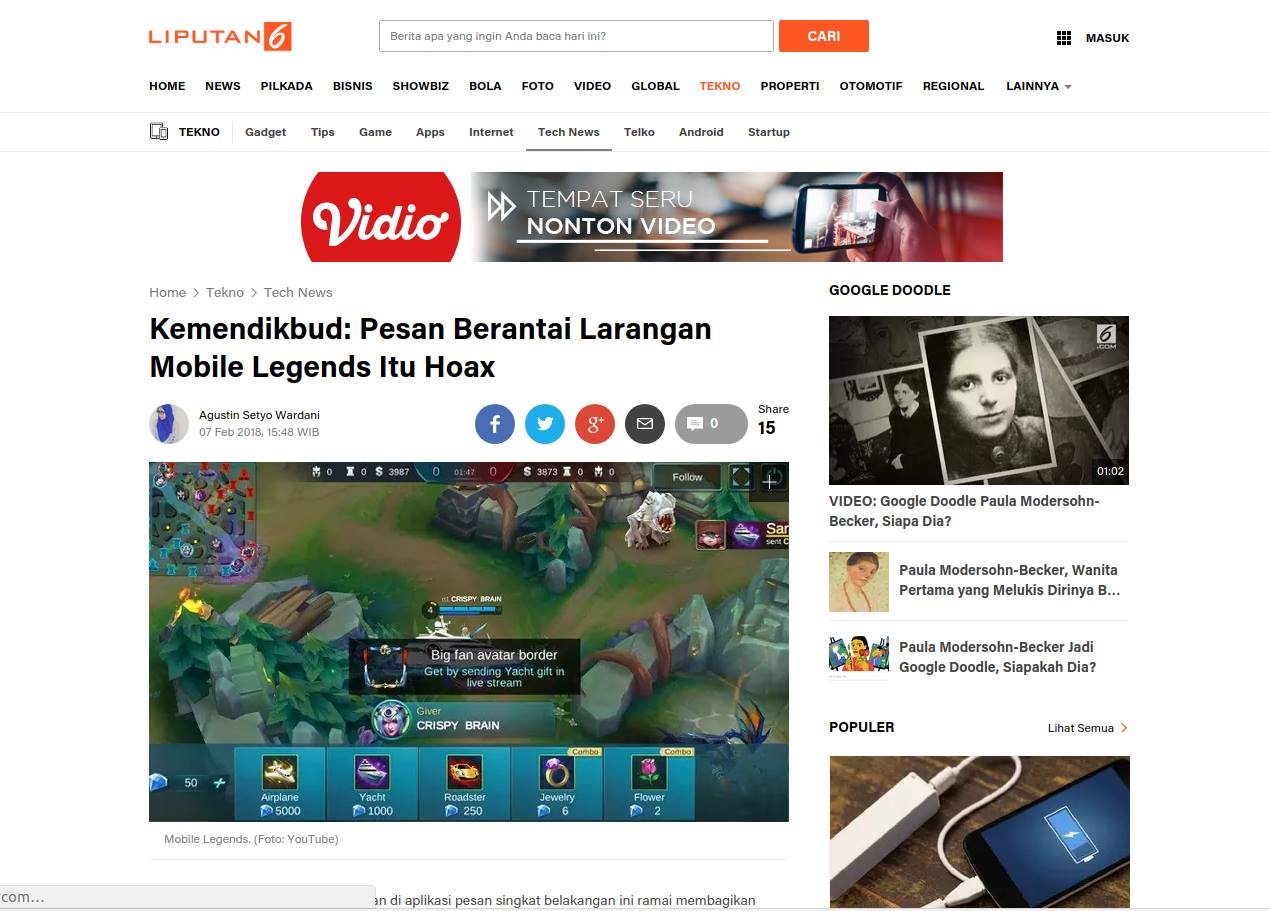 LIPUTAN 6
Berita apa yang ingin Anda baca hari ini?
CARI
MASUK
HOME NEWS PILKADA BISNIS SHOWBIZ BOLA FOTO VIDEO GLOBAL TEKNO PROPERTI OTOMOTIF REGIONAL LAINNYA
TEKNO Gadget Tips Game Apps Internet Tech News Telko Android Startup
Vidio
TEMPAT SERU
NONTON VIDEO
Home > Tekno > Tech News
Kemendikbud: Pesan Berantai Larangan
Mobile Legends Itu Hoax
Agustin Setyo Wardani
07 Feb 2018, 15:48 WIB
0
Share
15
0 0 $ 3987 0 01:47 0 $ 3873 0 0
Follow
Sar
sent C
4
CRISPY BRAIN
Big fan avatar border
Get by sending Yacht gift in
live stream
Giver
CRISPY BRAIN
Combo Combo
50 +
Airplane Yacht Roadster Jewelry Flower
5000 1000 250 6 2
Mobile Legends. (Foto: YouTube)
an di aplikasi pesan singkat belakangan ini ramai membagikan
com...
GOOGLE DOODLE
6
.COM
01:02
VIDEO: Google Doodle Paula Modersohn-
Becker, Siapa Dia?
Paula Modersohn-Becker, Wanita
Pertama yang Melukis Dirinya B...
Paula Modersohn-Becker Jadi
Google Doodle, Siapakah Dia?
POPULER
Lihat Semua >